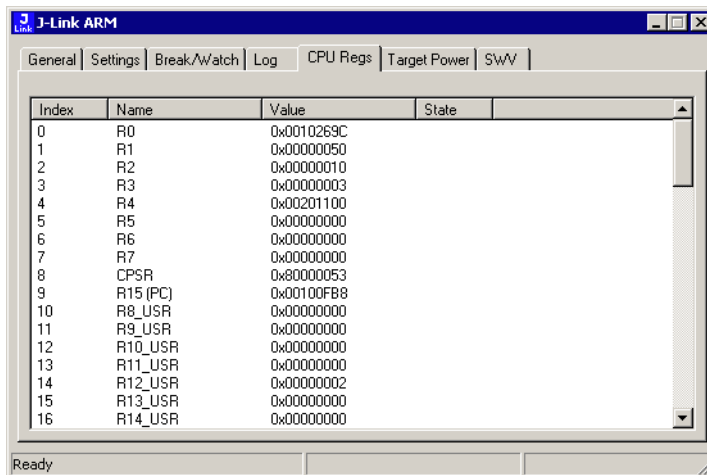 J Link J-Link ARM
General Settings Break/Watch Log CPU Regs Target Power SWV
Index Name Value State
0 R0 0x0010269C
1 R1 0x00000050
2 R2 0x00000010
3 R3 0x00000003
4 R4 0x00201100
5 R5 0x00000000
6 R6 0x00000000
7 R7 0x00000000
8 CPSR 0x80000053
9 R15 (PC) 0x00100FB8
10 R8_USR 0x00000000
11 R9_USR 0x00000000
12 R10_USR 0x00000000
13 R11_USR 0x00000000
14 R12_USR 0x00000002
15 R13_USR 0x00000000
16 R14_USR 0x00000000
Ready